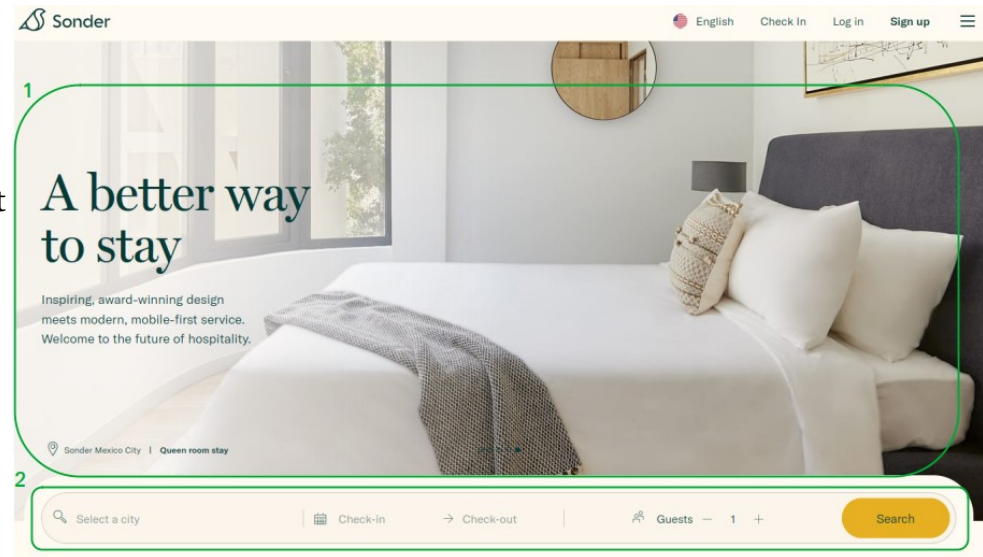 Sonder
English Check In Log in Sign up
1
t
A better way
to stay
Inspiring, award-winning design
meets modern, mobile-first service.
Welcome to the future of hospitality.
Sonder Mexico City | Queen room stay
2
Select a city Check-in → Check-out Guests — 1 + Search